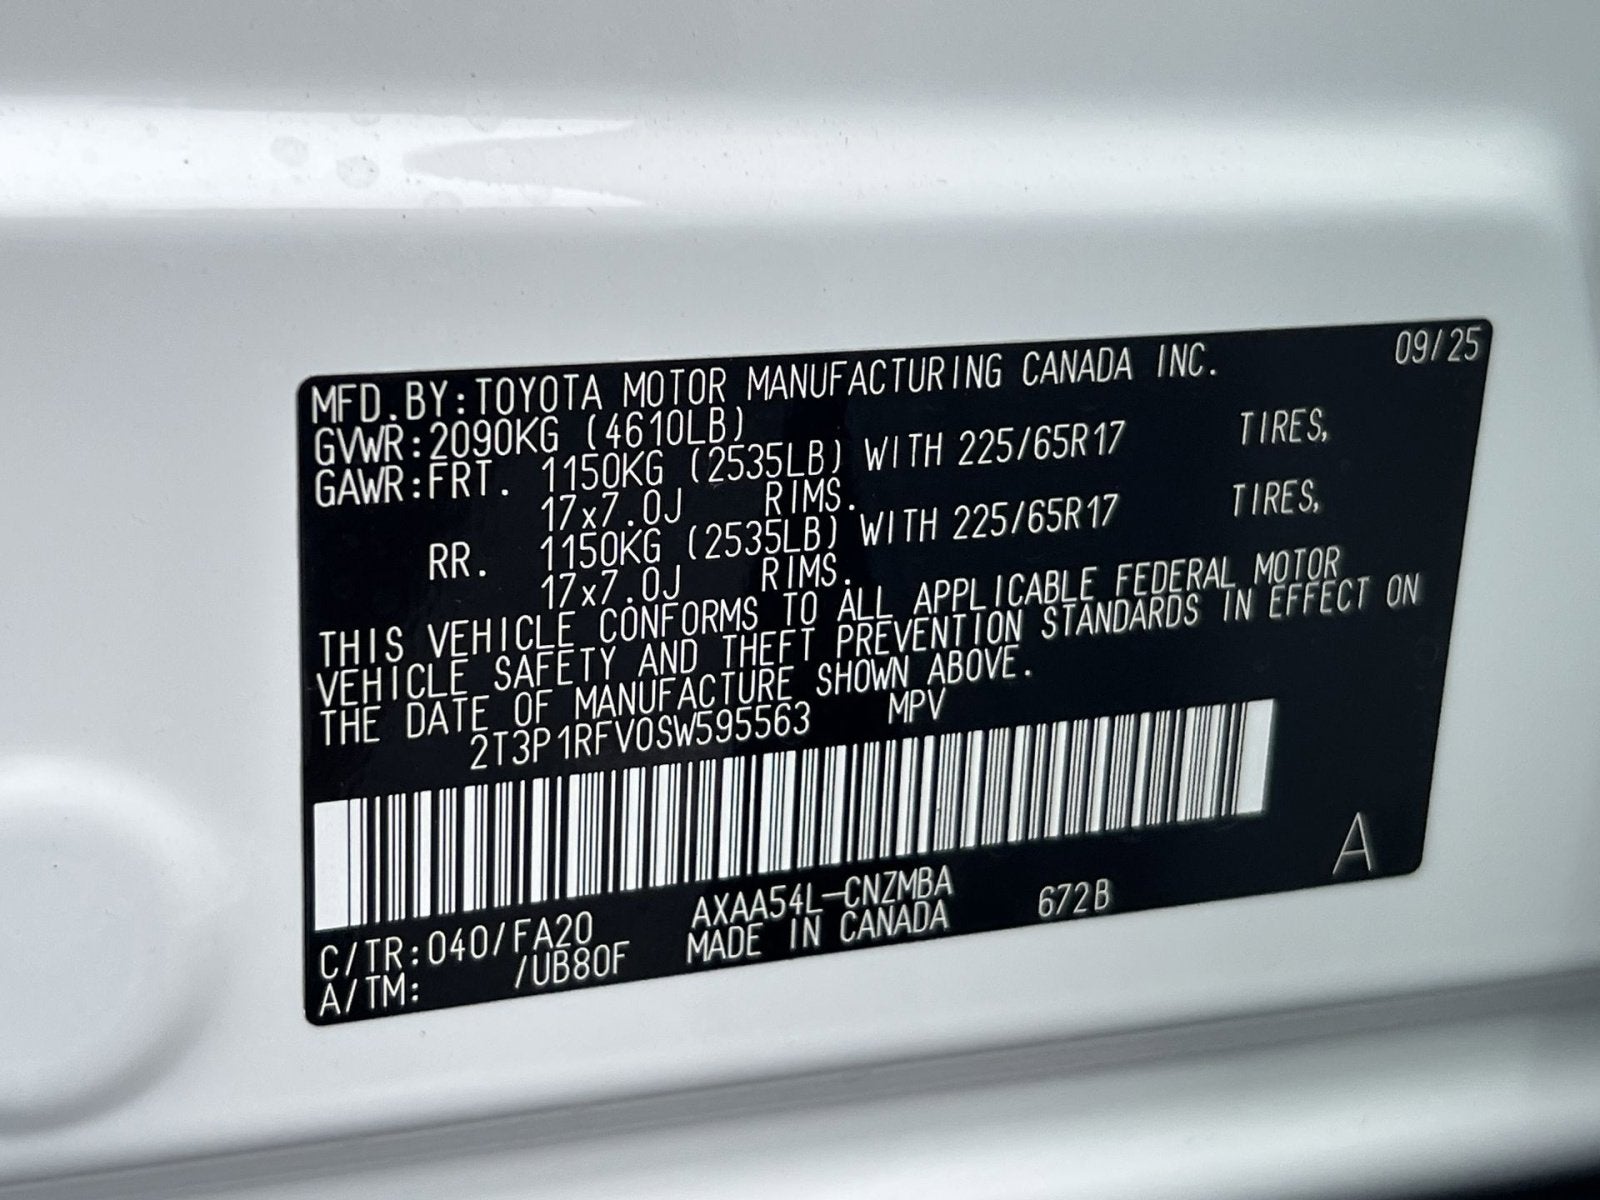 MFD.BY:TOYOTA MOTOR MANUFACTURING CANADA INC. 09/25
GVWR:2090KG (4610LB)
GAWR:FRT. 1150KG (2535LB) WITH 225/65R17 TIRES,
17x7.0J RIMS.
RR. 1150KG (2535LB) WITH 225/65R17 TIRES,
17x7.0J RIMS.
THIS VEHICLE CONFORMS TO ALL APPLICABLE FEDERAL MOTOR
VEHICLE SAFETY AND THEFT PREVENTION STANDARDS IN EFFECT ON
THE DATE OF MANUFACTURE SHOWN ABOVE.
2T3P1RFV0SW595563 MPV
A
C/TR:040/FA20 AXAA54L-CNZMBA 672B
A/TM: /UB80F MADE IN CANADA